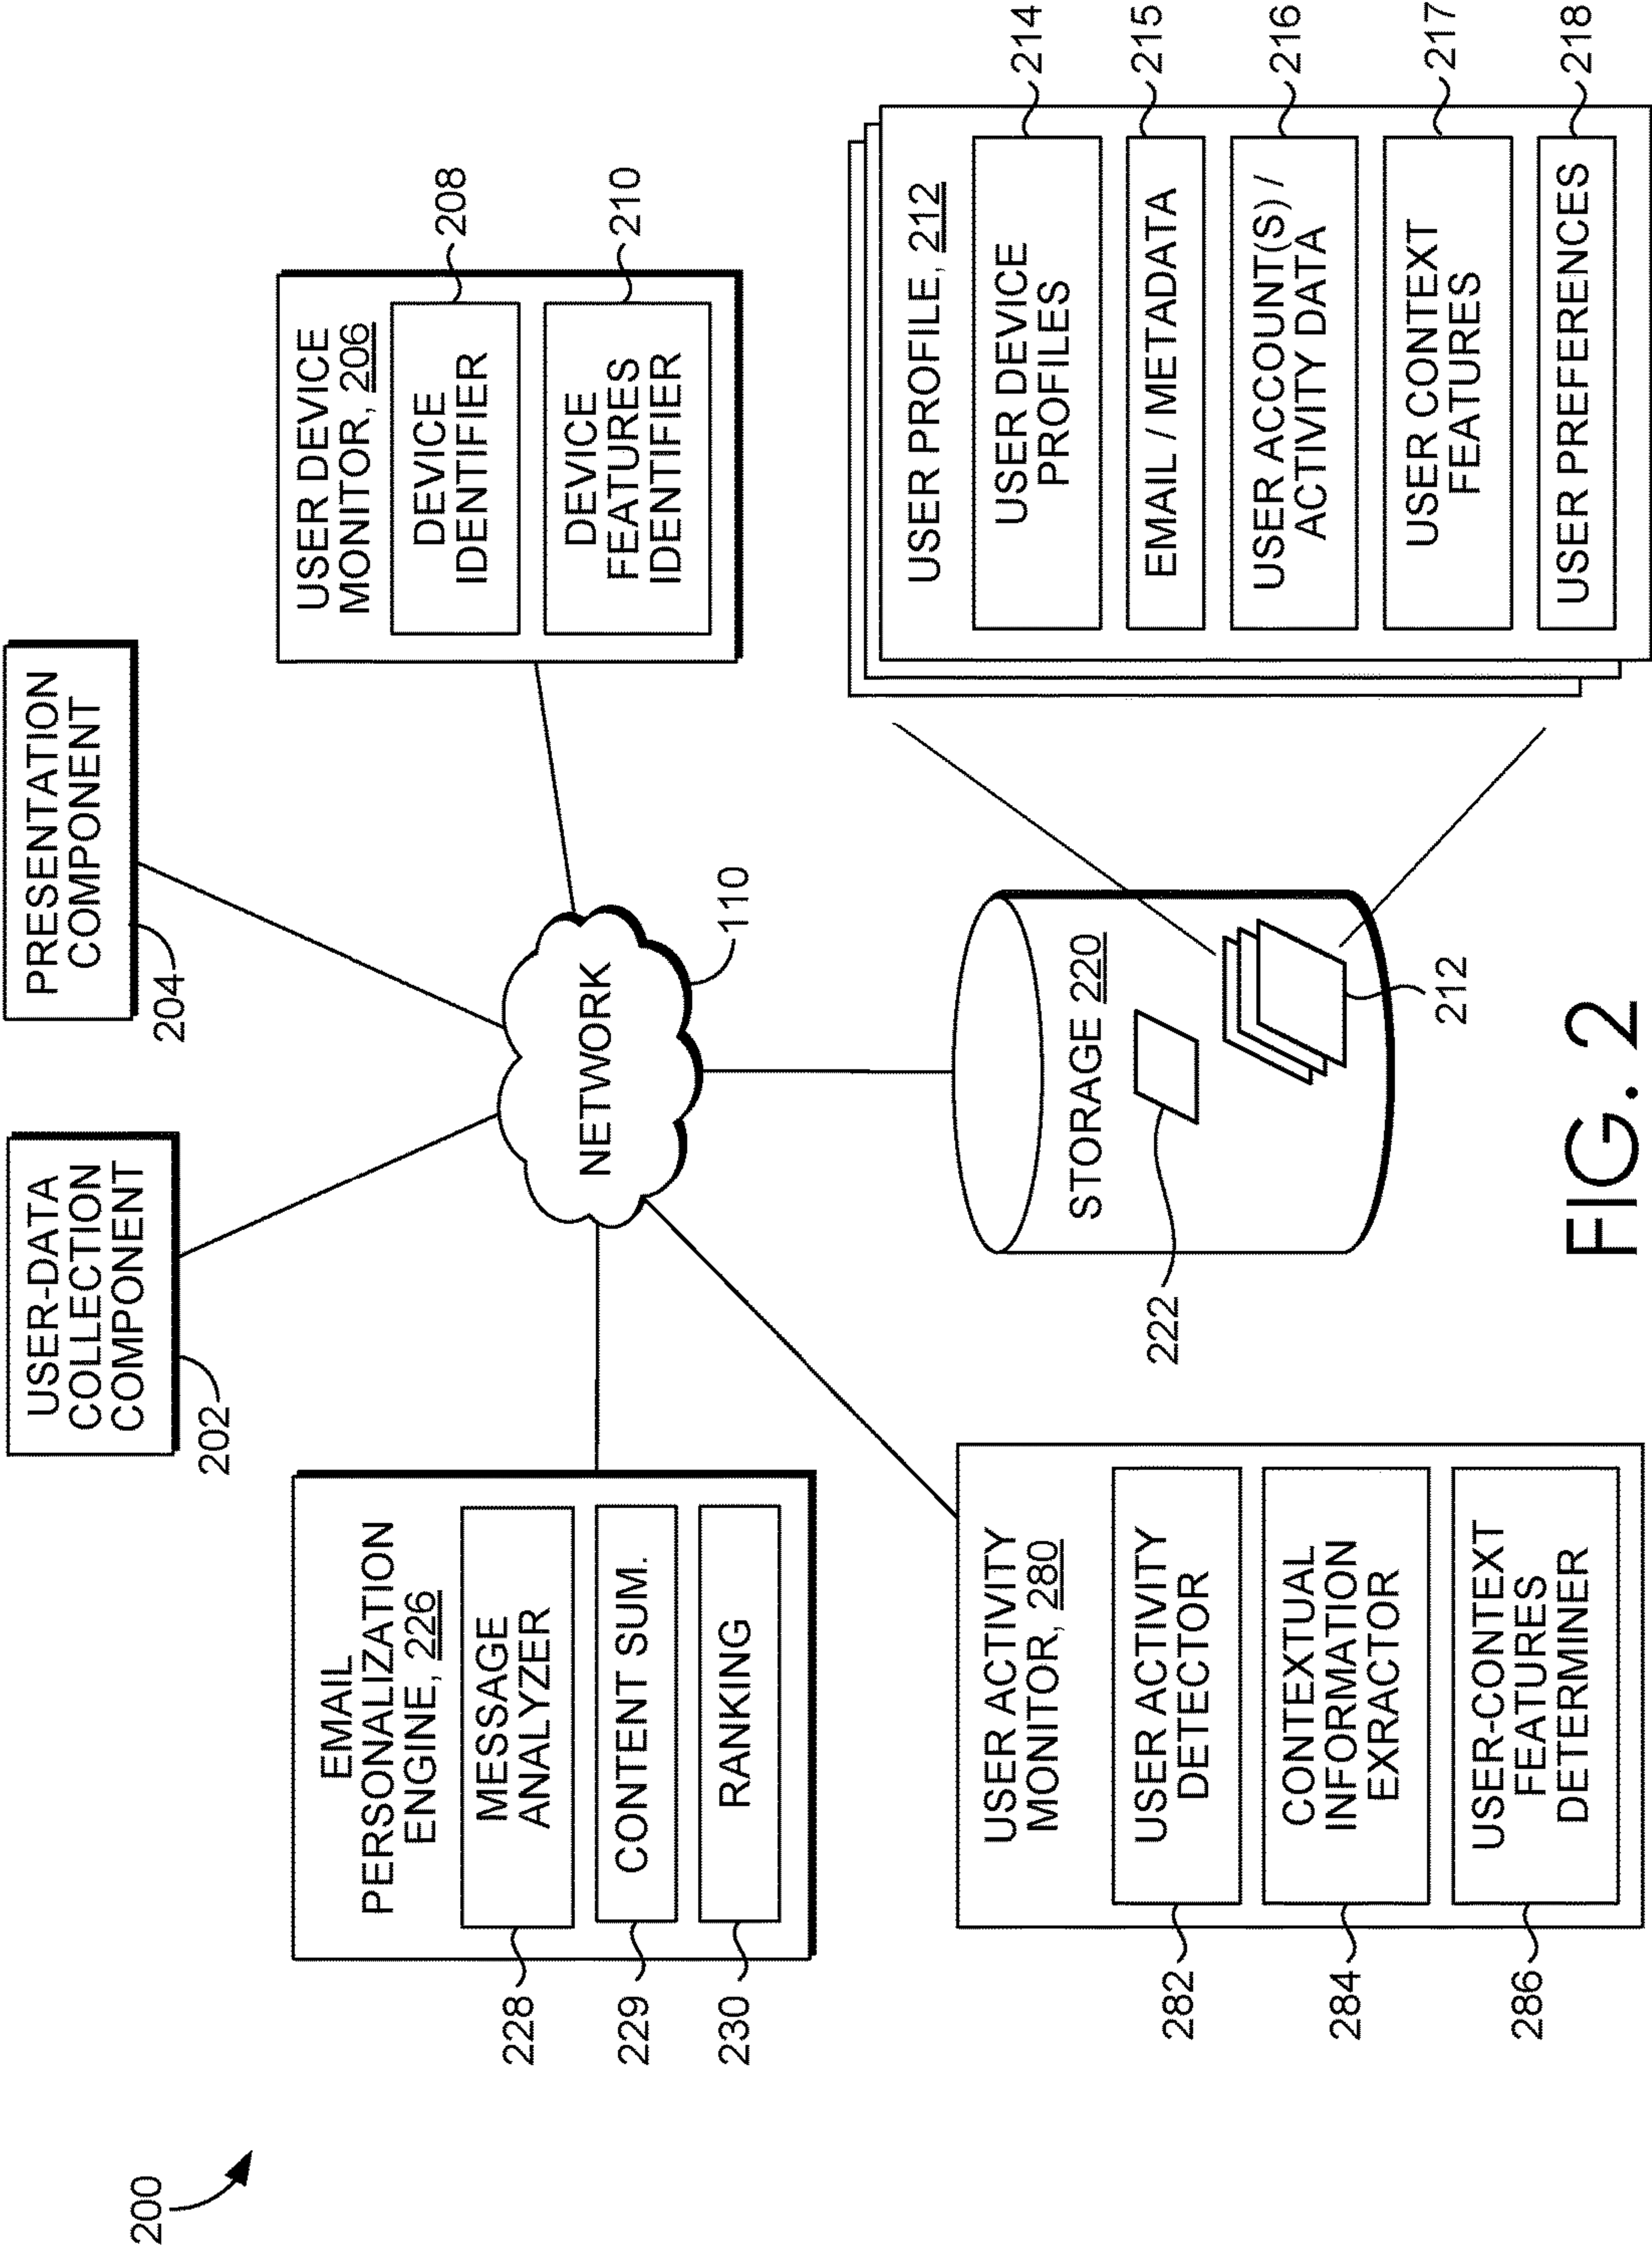 200
USER-DATA
COLLECTION
COMPONENT
202
PRESENTATION
COMPONENT
204
EMAIL
PERSONALIZATION
ENGINE, 226
MESSAGE
ANALYZER
228
CONTENT SUM.
229
RANKING
230
NETWORK
110
USER DEVICE
MONITOR, 206
DEVICE
IDENTIFIER
208
DEVICE
FEATURES
IDENTIFIER
210
USER ACTIVITY
MONITOR, 280
USER ACTIVITY
DETECTOR
282
CONTEXTUAL
INFORMATION
EXRACTOR
284
USER-CONTEXT
FEATURES
DETERMINER
286
STORAGE 220
222
212
USER PROFILE, 212
USER DEVICE
PROFILES
214
EMAIL / METADATA
215
USER ACCOUNT(S) /
ACTIVITY DATA
216
USER CONTEXT
FEATURES
217
USER PREFERENCES
218
FIG. 2